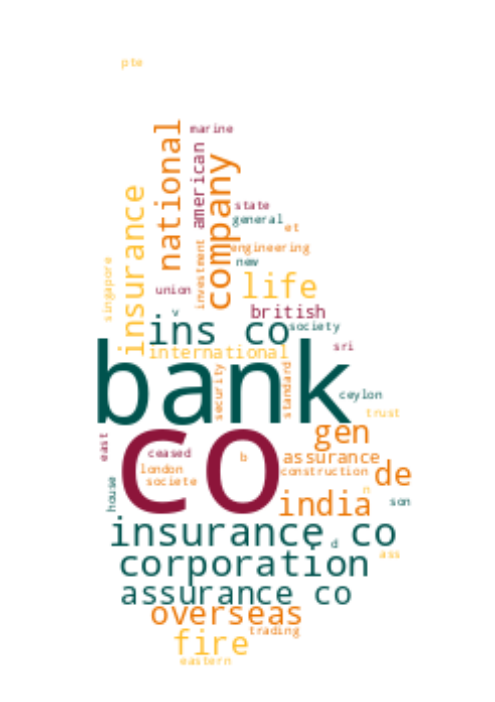 pte
marine
national
american
company
insurance
state
general
et
engineering
new
investment
singapore
union
life
british
v
ins co
society
sri
international
bank
security
standard
ceylon
trust
gen
east
ceased
b
assurance
london
construction
de
societe
house
co
india
n
son
insurance co
d
ass
corporation
assurance co
overseas
trading
fire
eastern